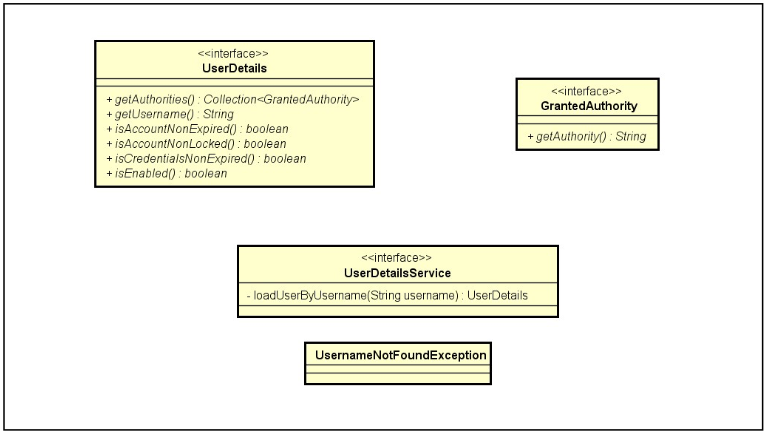 <<interface>>
UserDetails
+ getAuthorities() : Collection<GrantedAuthority>
+ getUsername() : String
+ isAccountNonExpired() : boolean
+ isAccountNonLocked() : boolean
+ isCredentialsNonExpired() : boolean
+ isEnabled() : boolean
<<interface>>
GrantedAuthority
+ getAuthority() : String
<<interface>>
UserDetailsService
- loadUserByUsername(String username) : UserDetails
UsernameNotFoundException